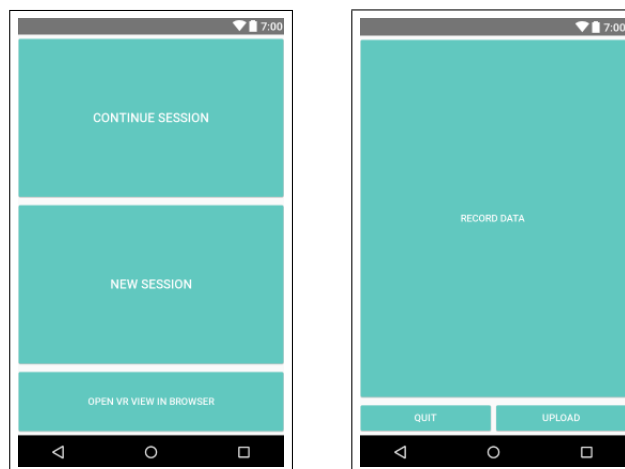 7:00
CONTINUE SESSION
NEW SESSION
OPEN VR VIEW IN BROWSER
7:00
RECORD DATA
QUIT UPLOAD